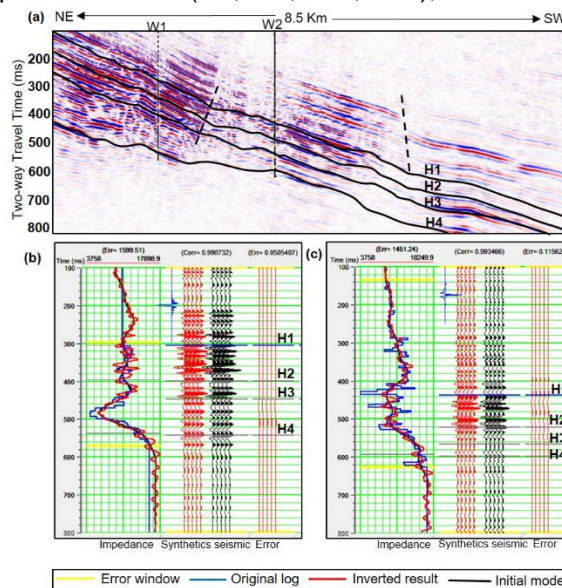 NE
8.5 Km
SW
(a)
W1
W2
Two-way Travel Time (ms)
100
200
300
400
500
600
700
800
H1
H2
H3
H4
(b)
(Err= 1599.51)
(Corr= 0.996732)
(Err= 0.0505407)
Time (ms)
3758
17898.9
100
200
300
400
500
600
700
800
H1
H2
H3
H4
Impedance
Synthetics seismic
Error
(c)
(Err= 1451.24)
(Corr= 0.993466)
(Err= 0.11562
Time (ms)
3758
18249.9
100
200
300
400
500
600
700
800
H
H2
H3
H4
Impedance
Synthetics seismic
Error
Error window
Original log
Inverted result
Initial mode